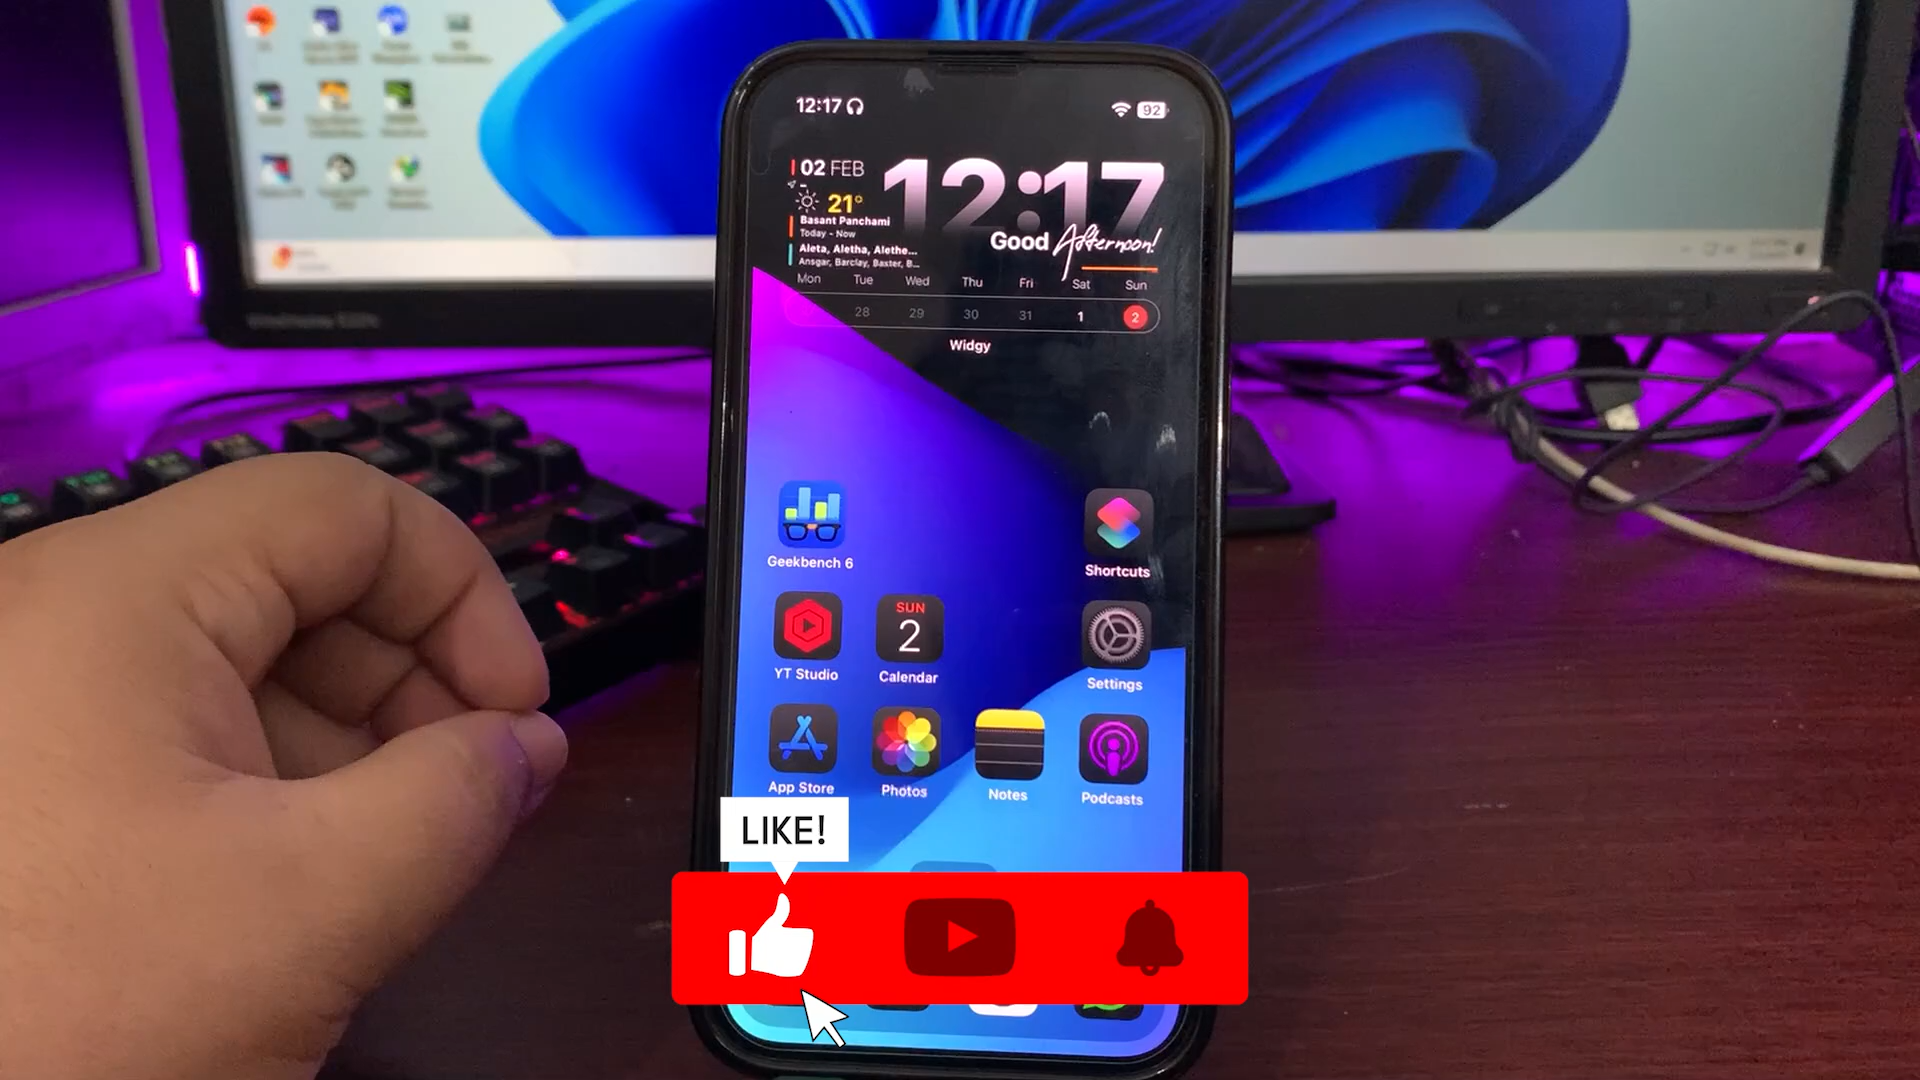 12:17
92
02 FEB
12:17
21°
Basant Panchami
Today - Now
Good Afternoon!
Aleta, Aletha, Alethe...
Ansgar, Barclay, Baxter, B...
Mon Tue Wed Thu Fri Sat Sun
28 29 30 31 1 2
Widgy
Geekbench 6
Shortcuts
SUN
2
YT Studio
Calendar
Settings
App Store
Photos
Notes
Podcasts
LIKE!